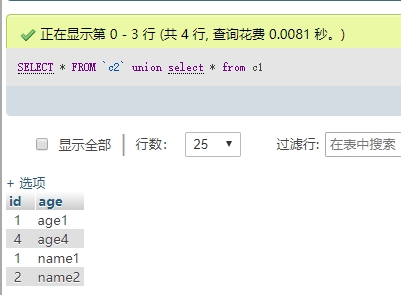 正在显示第 0 - 3 行 (共 4 行, 查询花费 0.0081 秒。)
SELECT * FROM `c2` union select * from c1
显示全部 行数: 25 过滤行: 在表中搜索
+ 选项
id age
1 age1
4 age4
1 name1
2 name2